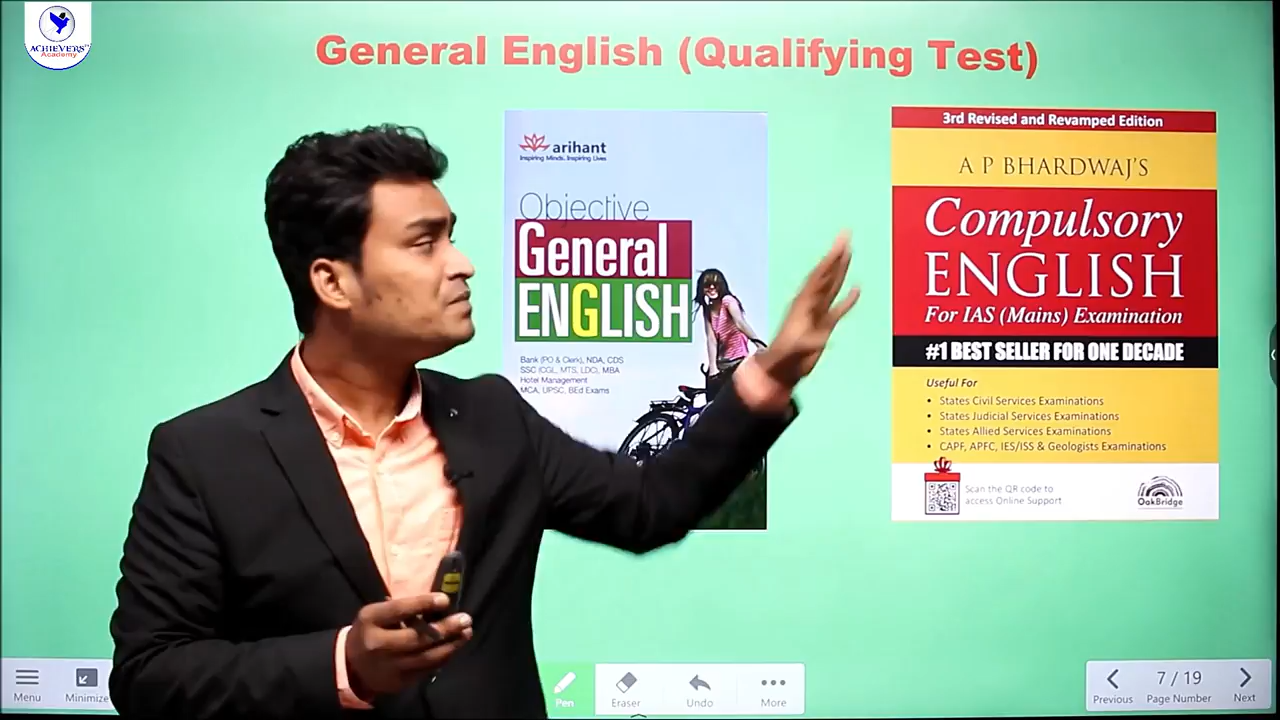 ACHIEVERS
Academy
General English (Qualifying Test)
arihant
Inspiring Minds...Inspiring Lives
Objective
General
ENGLISH
Bank (PO & Clerk), NDA, CDS
SSC (CGL, MTS, LDC), MBA
Hotel Management
MCA, UPSC, BEd Exams
3rd Revised and Revamped Edition
A P BHARDWAJ'S
Compulsory
ENGLISH
For IAS (Mains) Examination
#1 BEST SELLER FOR ONE DECADE
Useful For
• States Civil Services Examinations
• States Judicial Services Examinations
• States Allied Services Examinations
• CAPF, APFC, IES/ISS & Geologists Examinations
Scan the QR code to
access Online Support
OakBridge
Menu
Minimize
Pen
Eraser
Undo
More
Previous
7 / 19
Page Number
Next